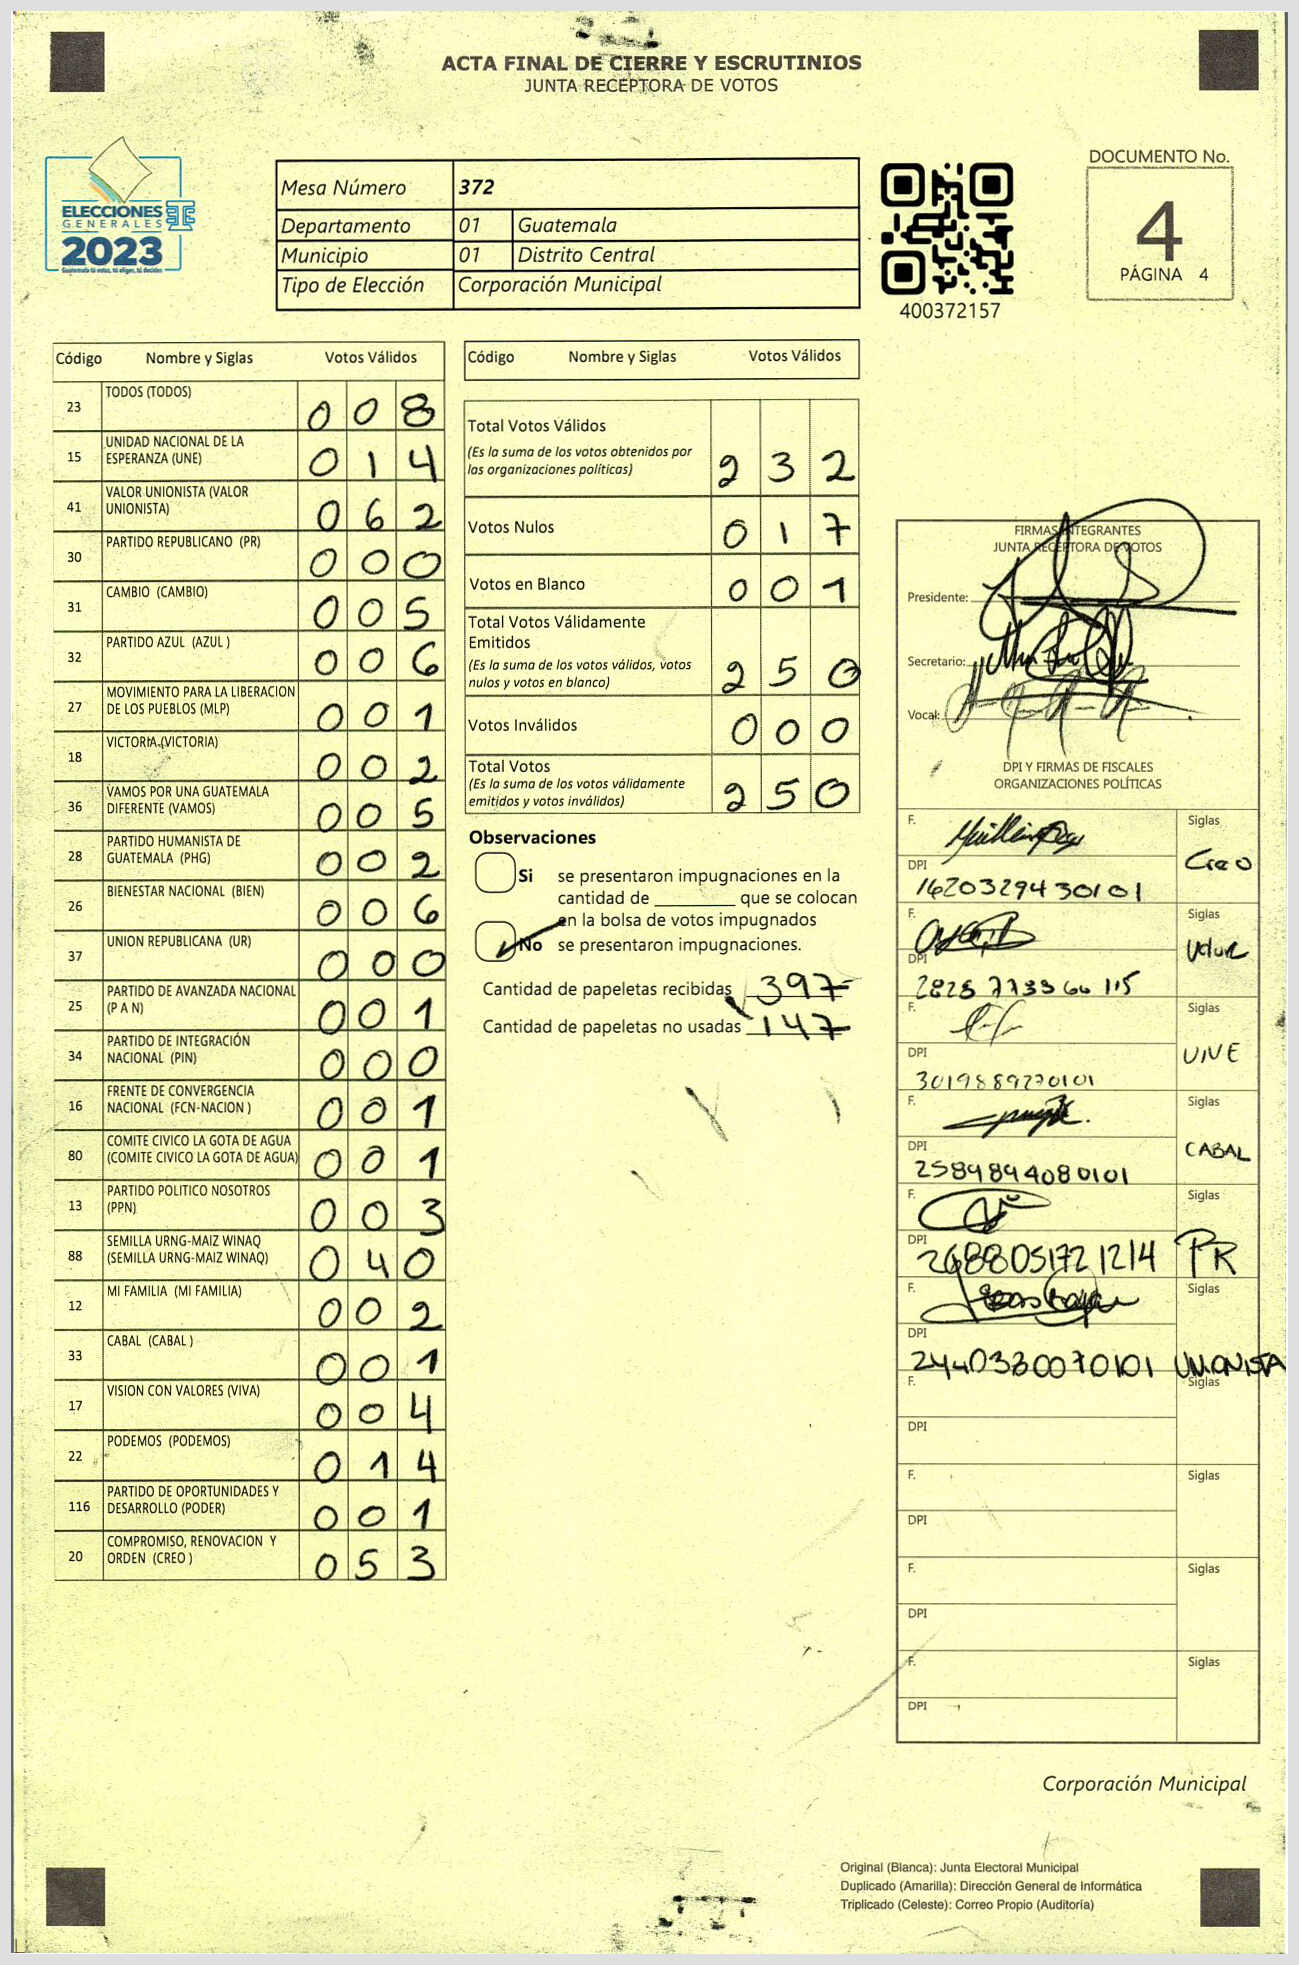 ACTA FINAL DE CIERRE Y ESCRUTINIOS
JUNTA RECEPTORA DE VOTOS
ELECCIONES
GENERALES
2023
Guatemala tú votas, tú eliges, tú decides
Mesa Número 372
Departamento 01 Guatemala
Municipio 01 Distrito Central
Tipo de Elección Corporación Municipal
400372157
DOCUMENTO No.
4
PÁGINA 4
Código Nombre y Siglas Votos Válidos
23 TODOS (TODOS) 008
15 UNIDAD NACIONAL DE LA
ESPERANZA (UNE) 014
41 VALOR UNIONISTA (VALOR
UNIONISTA) 062
30 PARTIDO REPUBLICANO (PR) 000
31 CAMBIO (CAMBIO) 005
32 PARTIDO AZUL (AZUL ) 006
27 MOVIMIENTO PARA LA LIBERACION
DE LOS PUEBLOS (MLP) 001
18 VICTORIA (VICTORIA) 002
36 VAMOS POR UNA GUATEMALA
DIFERENTE (VAMOS) 005
28 PARTIDO HUMANISTA DE
GUATEMALA (PHG) 002
26 BIENESTAR NACIONAL (BIEN) 006
37 UNION REPUBLICANA (UR) 000
25 PARTIDO DE AVANZADA NACIONAL
(P A N) 001
34 PARTIDO DE INTEGRACIÓN
NACIONAL (PIN) 000
16 FRENTE DE CONVERGENCIA
NACIONAL (FCN-NACION ) 001
80 COMITE CIVICO LA GOTA DE AGUA
(COMITE CIVICO LA GOTA DE AGUA) 001
13 PARTIDO POLITICO NOSOTROS
(PPN) 003
88 SEMILLA URNG-MAIZ WINAQ
(SEMILLA URNG-MAIZ WINAQ) 040
12 MI FAMILIA (MI FAMILIA) 002
33 CABAL (CABAL ) 001
17 VISION CON VALORES (VIVA) 004
22 PODEMOS (PODEMOS) 014
116 PARTIDO DE OPORTUNIDADES Y
DESARROLLO (PODER) 001
20 COMPROMISO, RENOVACION Y
ORDEN (CREO ) 053
Código Nombre y Siglas Votos Válidos
Total Votos Válidos
(Es la suma de los votos obtenidos por
las organizaciones políticas) 232
Votos Nulos 017
Votos en Blanco 001
Total Votos Válidamente
Emitidos
(Es la suma de los votos válidos, votos
nulos y votos en blanco) 250
Votos Inválidos 000
Total Votos
(Es la suma de los votos válidamente
emitidos y votos inválidos) 250
Observaciones
Si se presentaron impugnaciones en la
cantidad de ________ que se colocan
en la bolsa de votos impugnados
No se presentaron impugnaciones.
Cantidad de papeletas recibidas 397
Cantidad de papeletas no usadas 147
FIRMAS INTEGRANTES
JUNTA RECEPTORA DE VOTOS
Presidente:
Secretario:
Vocal:
DPI Y FIRMAS DE FISCALES
ORGANIZACIONES POLÍTICAS
F. Siglas
Creo
DPI
1620329430101
F. Siglas
Valor
DPI
F. Siglas
VIVE
DPI
3019889270101
F. Siglas
CABAL
DPI
2589894080101
F. Siglas
DPI
2688051721214 PR
F. Siglas
DPI
2440330070101 UNIONISTA
F. Siglas
DPI
F. Siglas
DPI
F. Siglas
DPI
F. Siglas
DPI
Corporación Municipal
Original (Blanca): Junta Electoral Municipal
Duplicado (Amarilla): Dirección General de Informática
Triplicado (Celeste): Correo Propio (Auditoría)